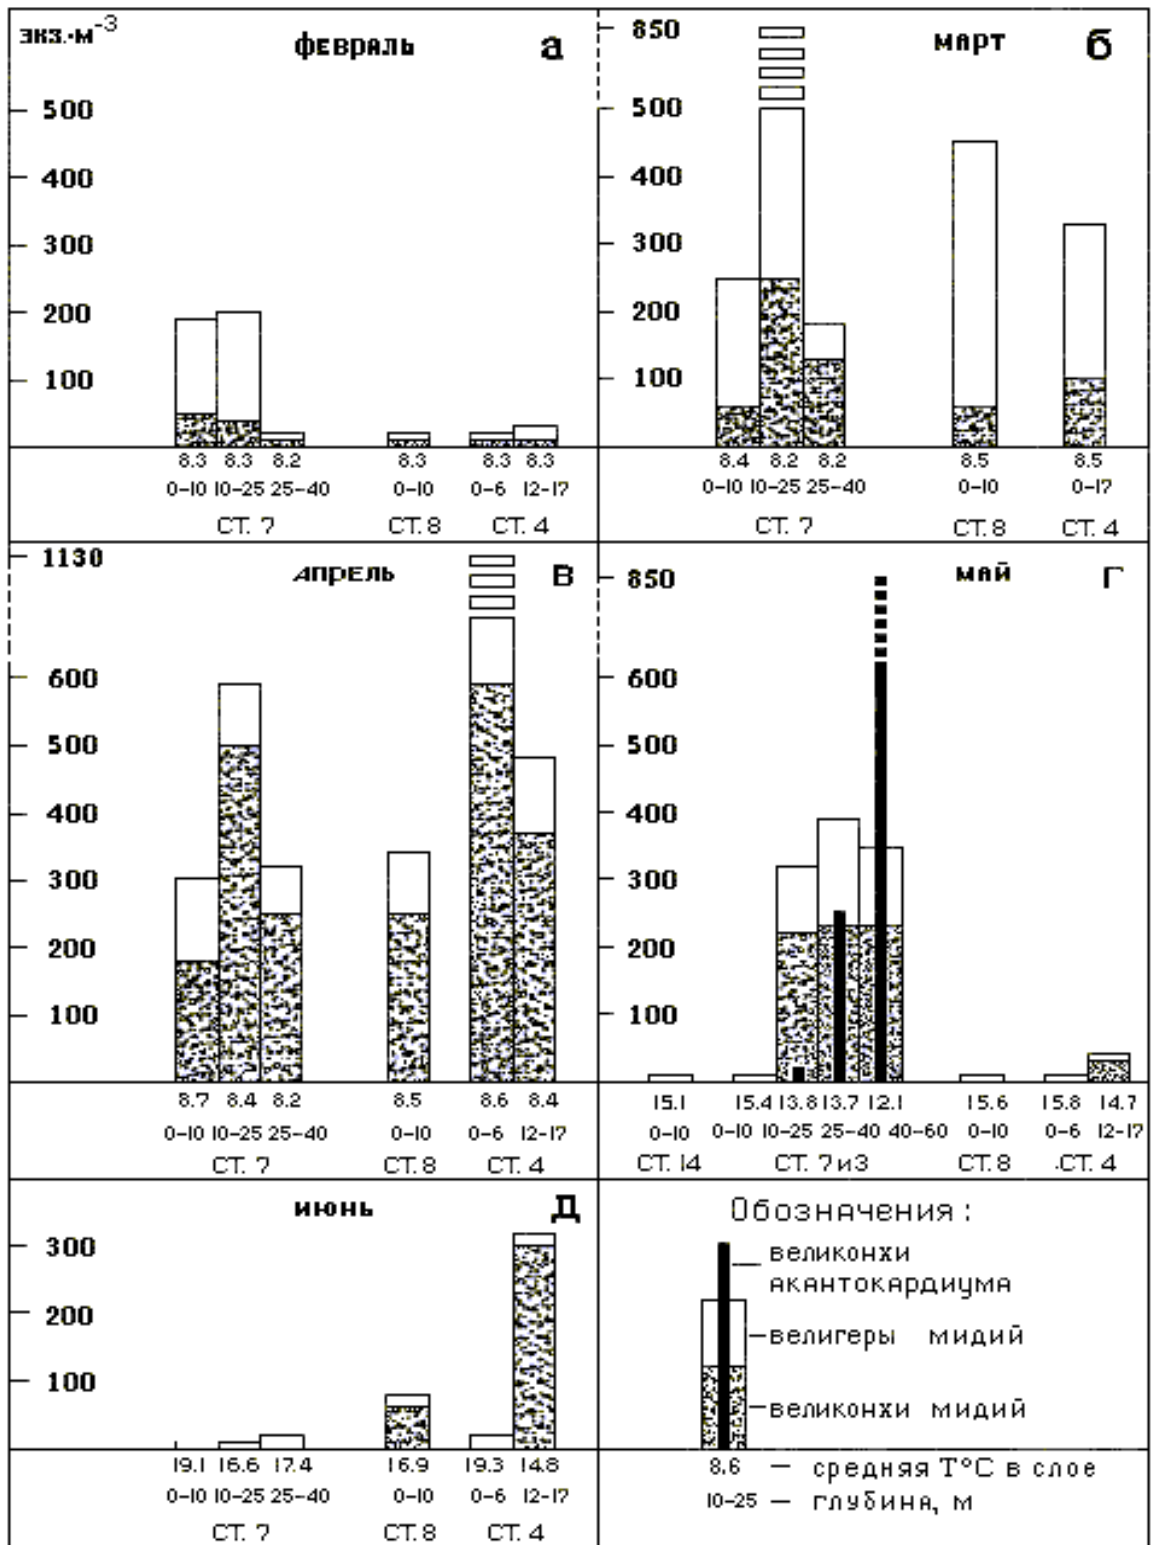 экз.·м⁻³
февраль
а
500
400
300
200
100
8.3 8.3 8.2 8.3 8.3 8.3
0-10 10-25 25-40 0-10 0-6 12-17
СТ. 7 СТ. 8 СТ. 4
850
март
б
500
400
300
200
100
8.4 8.2 8.2 8.5 8.5
0-10 10-25 25-40 0-10 0-17
СТ. 7 СТ. 8 СТ. 4
1130
апрель
в
600
500
400
300
200
100
8.7 8.4 8.2 8.5 8.6 8.4
0-10 10-25 25-40 0-10 0-6 12-17
СТ. 7 СТ. 8 СТ. 4
850
май
г
600
500
400
300
200
100
15.1 15.4 13.8 13.7 12.1 15.6 15.8 14.7
0-10 0-10 10-25 25-40 40-60 0-10 0-6 12-17
СТ. 14 СТ. 7и3 СТ. 8 СТ. 4
июнь
д
300
200
100
19.1 16.6 17.4 16.9 19.3 14.8
0-10 10-25 25-40 0-10 0-6 12-17
СТ. 7 СТ. 8 СТ. 4
Обозначения:
великонхи
акантокардиума
велигеры мидий
великонхи мидий
8.6 — средняя Т°С в слое
10-25 — глубина, м